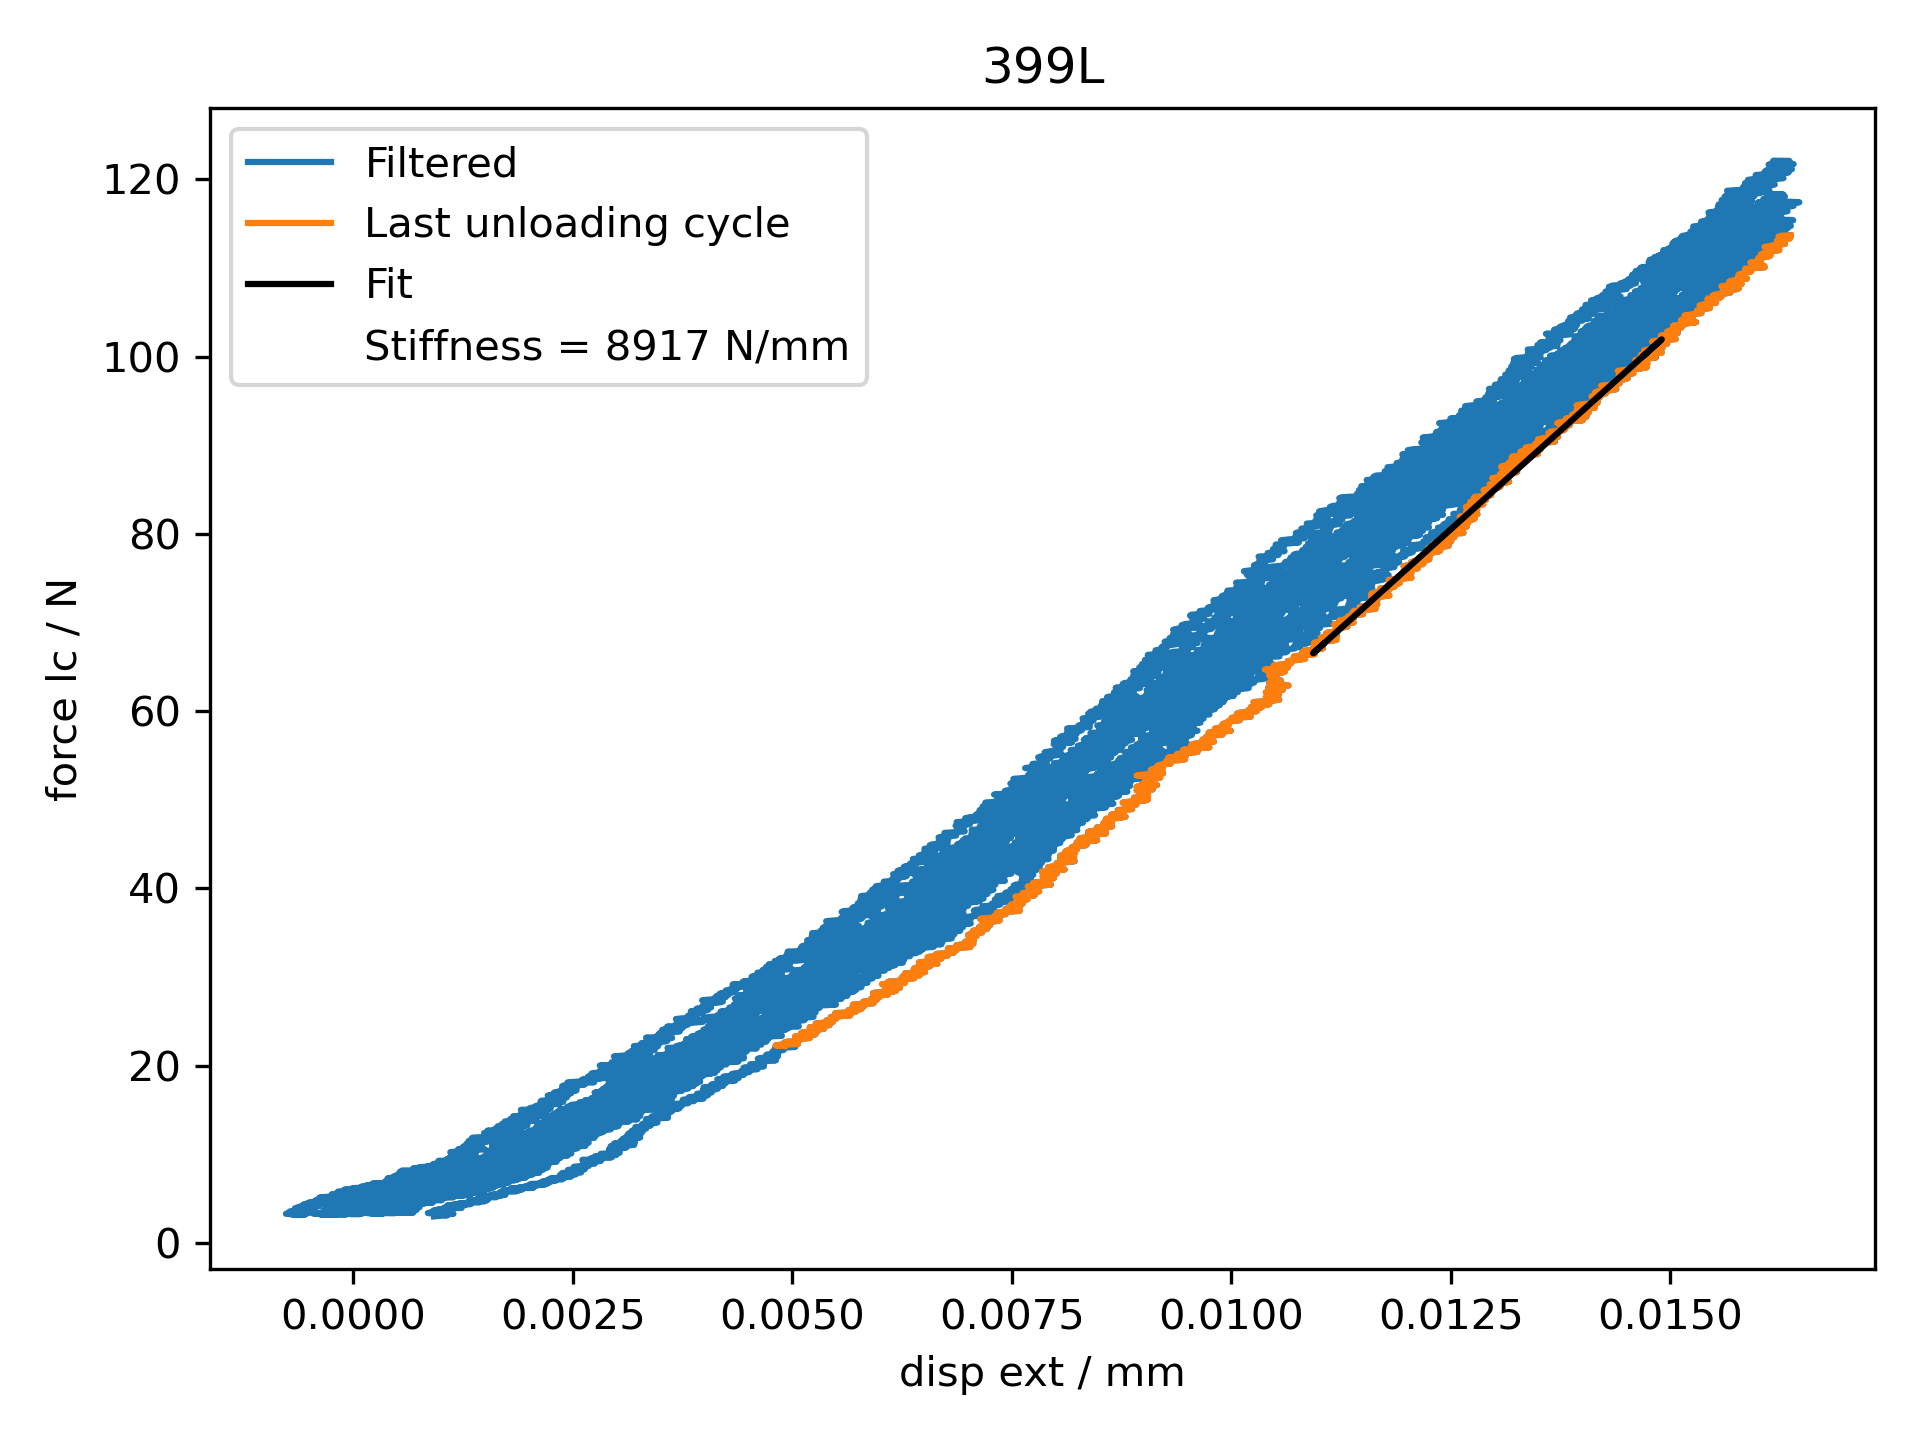 399L
Filtered
Last unloading cycle
Fit
Stiffness = 8917 N/mm
120
100
80
60
40
20
0
force lc / N
0.0000 0.0025 0.0050 0.0075 0.0100 0.0125 0.0150
disp ext / mm